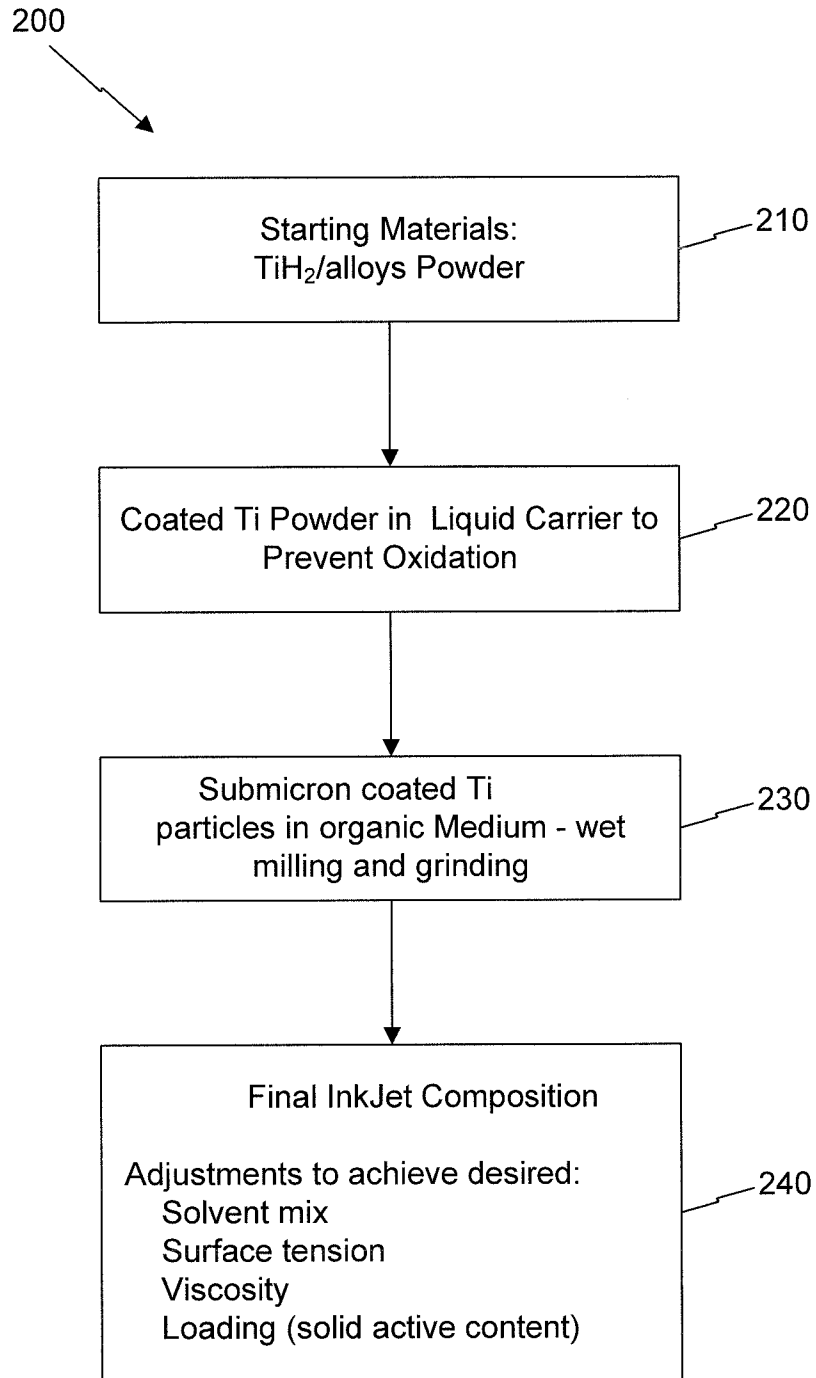 200
Starting Materials:
TiH₂/alloys Powder
210
Coated Ti Powder in Liquid Carrier to
Prevent Oxidation
220
Submicron coated Ti
particles in organic Medium - wet
milling and grinding
230
Final InkJet Composition
Adjustments to achieve desired:
Solvent mix
Surface tension
Viscosity
Loading (solid active content)
240